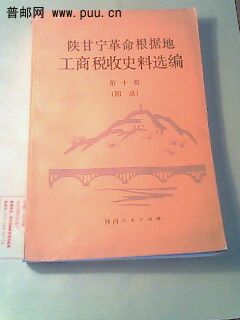 普邮网 www.puu.cn
陕甘宁革命根据地
工商税收史料选编
第十册
(附录)
陕西人民出版社